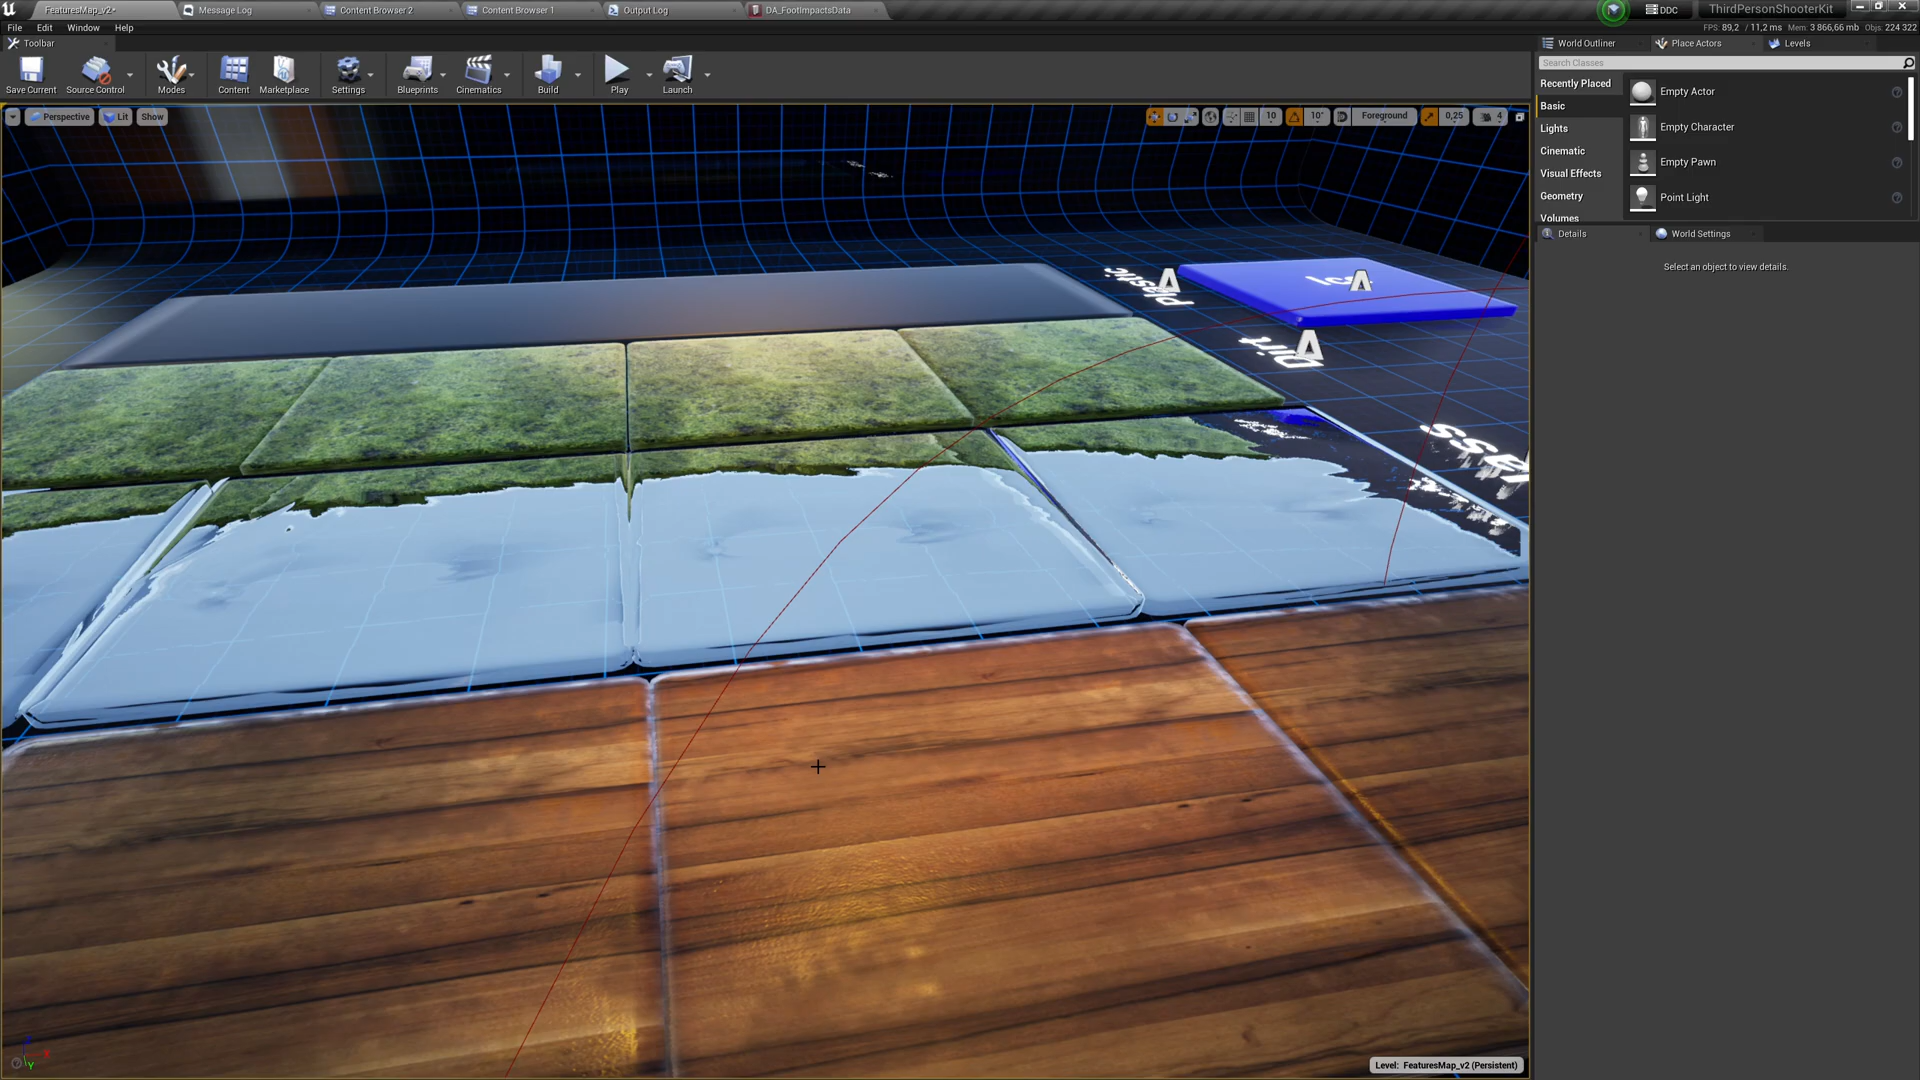 FeaturesMap_v2•
Message Log
Content Browser 2
Content Browser 1
Output Log
DA_FootImpactsData
DDC
ThirdPersonShooterKit
File
Edit
Window
Help
FPS: 89,2 / 11,2 ms
Mem: 3 866,66 mb
Objs: 224 322
Toolbar
World Outliner
Place Actors
Levels
Save Current
Source Control
Modes
Content
Marketplace
Settings
Blueprints
Cinematics
Build
Play
Launch
Search Classes
Recently Placed
Basic
Lights
Cinematic
Visual Effects
Geometry
Volumes
Empty Actor
Empty Character
Empty Pawn
Point Light
Perspective
Lit
Show
10
10°
Foreground
0,25
4
Details
World Settings
Select an object to view details.
Plastic
Dirt
Level: FeaturesMap_v2 (Persistent)